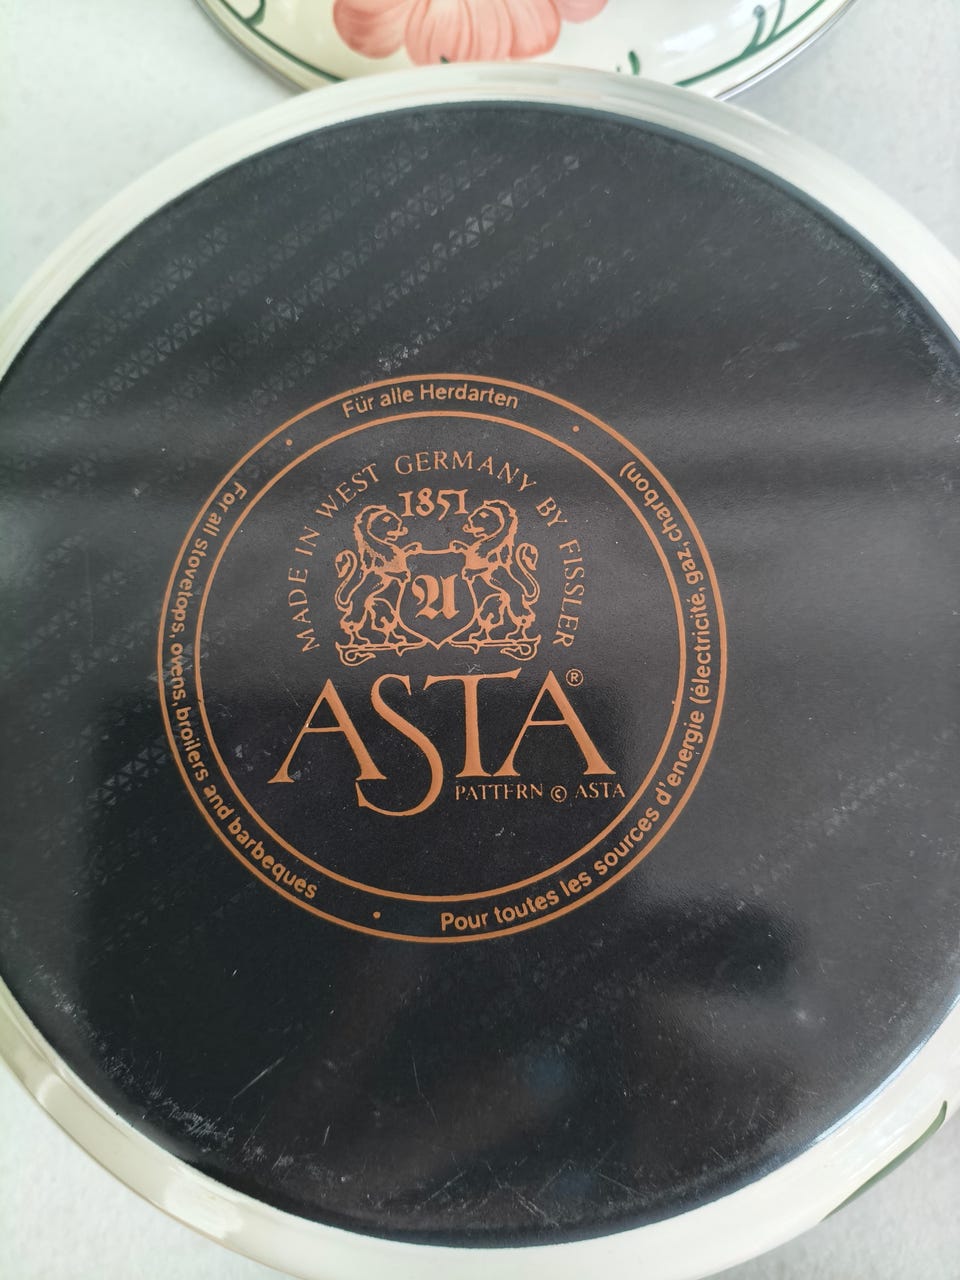 Für alle Herdarten
MADE IN WEST GERMANY BY FISSLER
1851
A
ASTA®
PATTERN © ASTA
For all stovetops, ovens, broilers and barbeques
Pour toutes les sources d'energie (électricité, gaz, charbon)